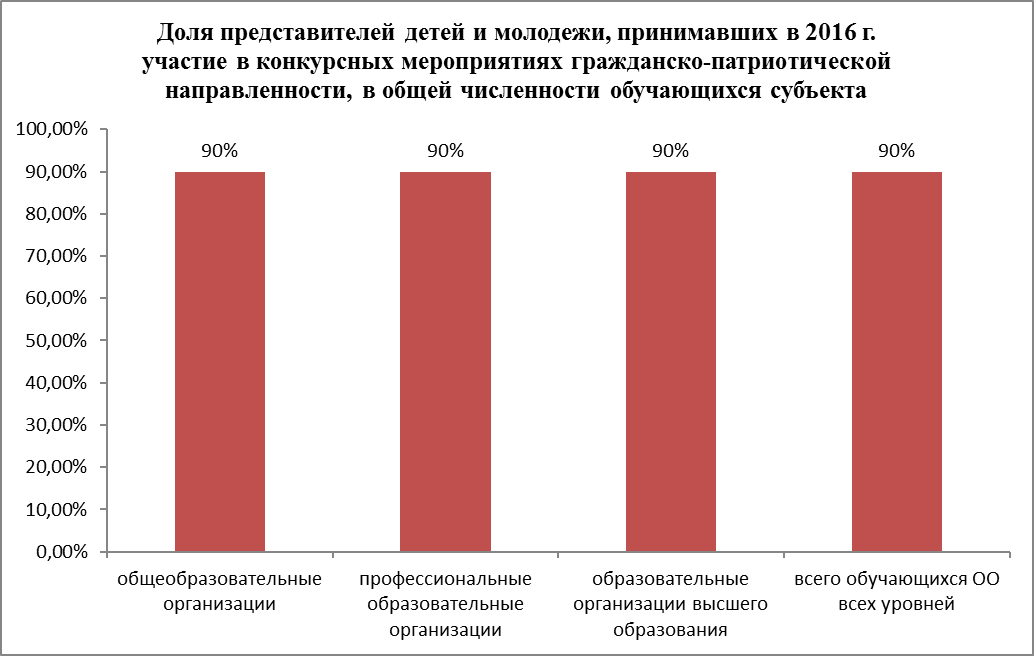 Доля представителей детей и молодежи, принимавших в 2016 г.
участие в конкурсных мероприятиях гражданско-патриотической
направленности, в общей численности обучающихся субъекта
100,00%
90,00%
80,00%
70,00%
60,00%
50,00%
40,00%
30,00%
20,00%
10,00%
0,00%
90%
90%
90%
90%
общеобразовательные
организации
профессиональные
образовательные
организации
образовательные
организации высшего
образования
всего обучающихся ОО
всех уровней